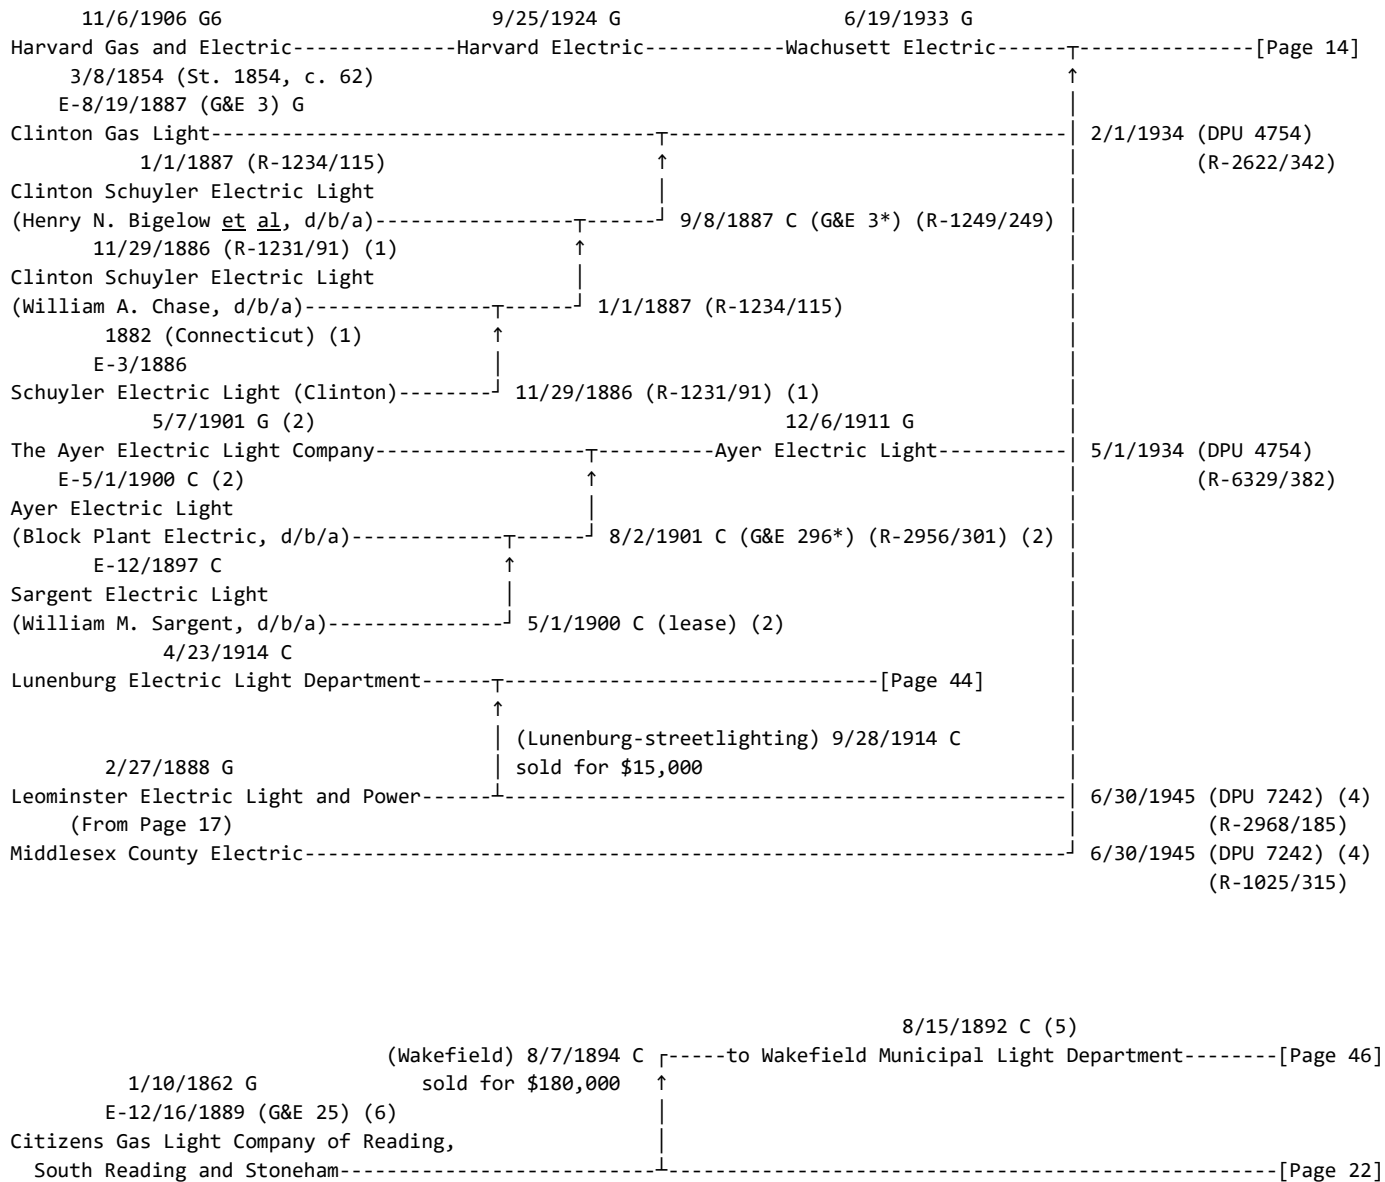 11/6/1906 G6 9/25/1924 G 6/19/1933 G
Harvard Gas and Electric--------------Harvard Electric------------Wachusett Electric------┬---------------[Page 14]
3/8/1854 (St. 1854, c. 62) ↑
E-8/19/1887 (G&E 3) G │
Clinton Gas Light--------------------------------------┬----------------------------------│ 2/1/1934 (DPU 4754)
1/1/1887 (R-1234/115) ↑ │ (R-2622/342)
Clinton Schuyler Electric Light │ │
(Henry N. Bigelow et al, d/b/a)-----------------┬------┘ 9/8/1887 C (G&E 3*) (R-1249/249) │
11/29/1886 (R-1231/91) (1) ↑ │
Clinton Schuyler Electric Light │ │
(William A. Chase, d/b/a)----------------┬------┘ 1/1/1887 (R-1234/115) │
1882 (Connecticut) (1) ↑ │
E-3/1886 │ │
Schuyler Electric Light (Clinton)--------┘ 11/29/1886 (R-1231/91) (1) │
5/7/1901 G (2) 12/6/1911 G │
The Ayer Electric Light Company------------------┬----------Ayer Electric Light-----------│ 5/1/1934 (DPU 4754)
E-5/1/1900 C (2) ↑ │ (R-6329/382)
Ayer Electric Light │ │
(Block Plant Electric, d/b/a)-------------┬------┘ 8/2/1901 C (G&E 296*) (R-2956/301) (2) │
E-12/1897 C ↑ │
Sargent Electric Light │ │
(William M. Sargent, d/b/a)---------------┘ 5/1/1900 C (lease) (2) │
4/23/1914 C │
Lunenburg Electric Light Department------┬--------------------------------[Page 44] │
↑ │
│ (Lunenburg-streetlighting) 9/28/1914 C │
2/27/1888 G │ sold for $15,000 │
Leominster Electric Light and Power------┴------------------------------------------------│ 6/30/1945 (DPU 7242) (4)
(From Page 17) │ (R-2968/185)
Middlesex County Electric-----------------------------------------------------------------┘ 6/30/1945 (DPU 7242) (4)
(R-1025/315)
8/15/1892 C (5)
(Wakefield) 8/7/1894 C ┌-----to Wakefield Municipal Light Department--------[Page 46]
1/10/1862 G sold for $180,000 ↑
E-12/16/1889 (G&E 25) (6) │
Citizens Gas Light Company of Reading, │
South Reading and Stoneham---------------------------┴----------------------------------------------------[Page 22]